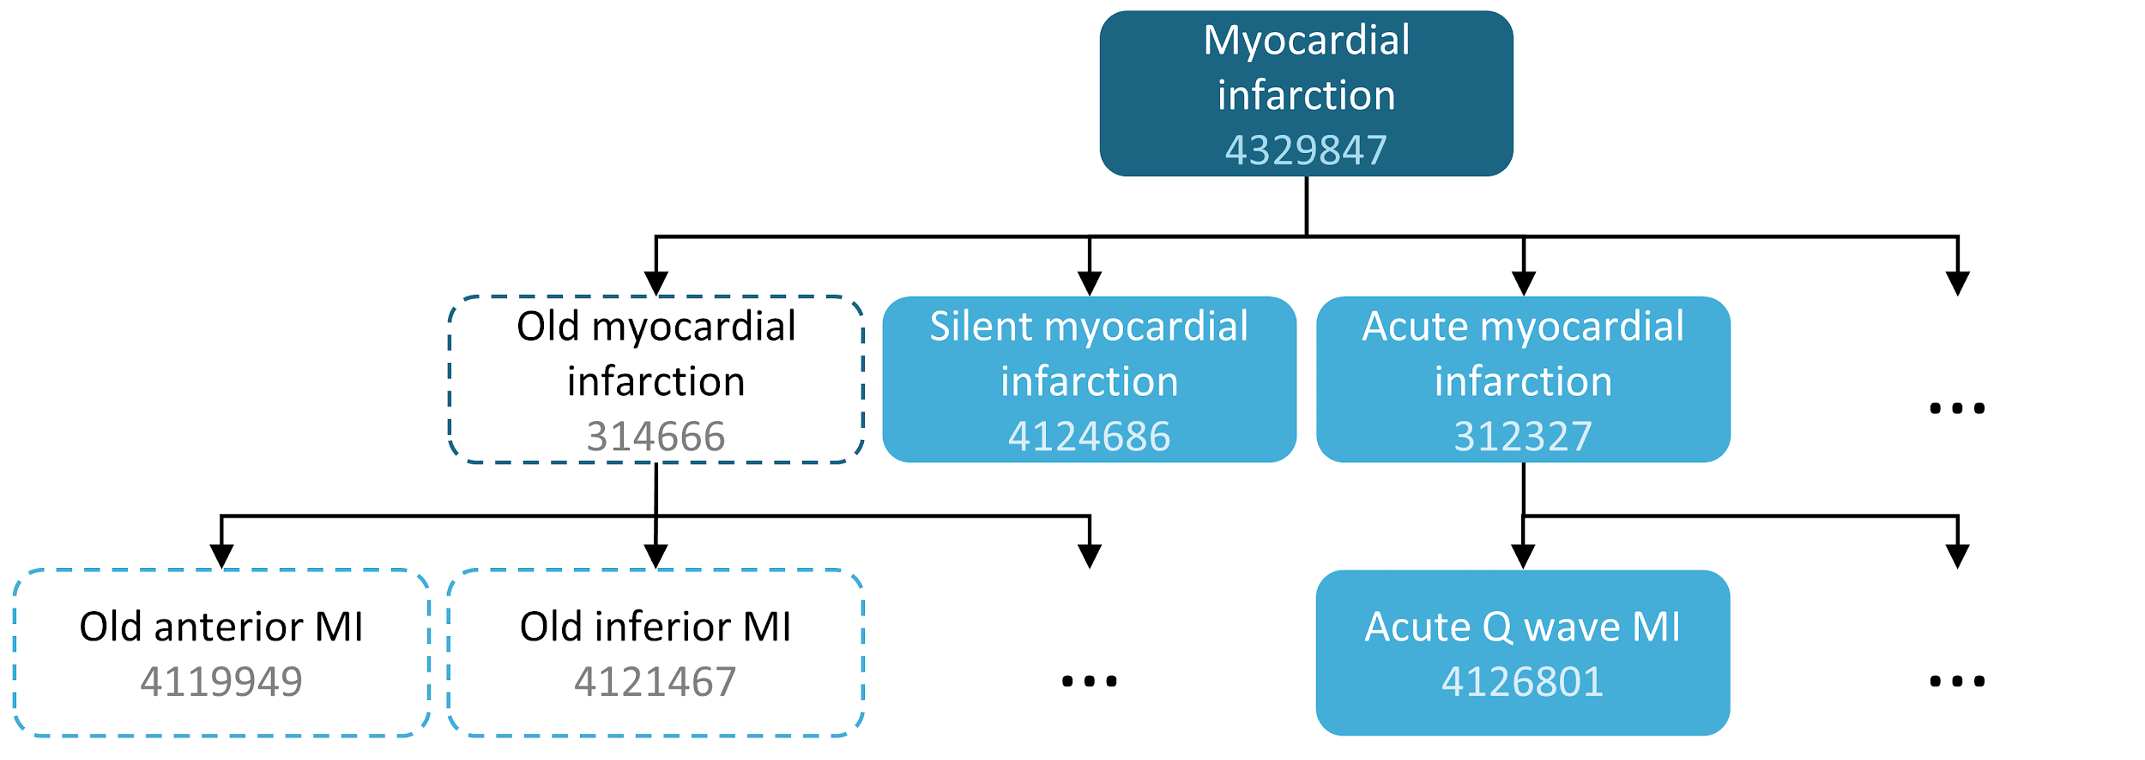 Myocardial
infarction
4329847
Old myocardial
infarction
314666
Silent myocardial
infarction
4124686
Acute myocardial
infarction
312327
...
Old anterior MI
4119949
Old inferior MI
4121467
...
Acute Q wave MI
4126801
...